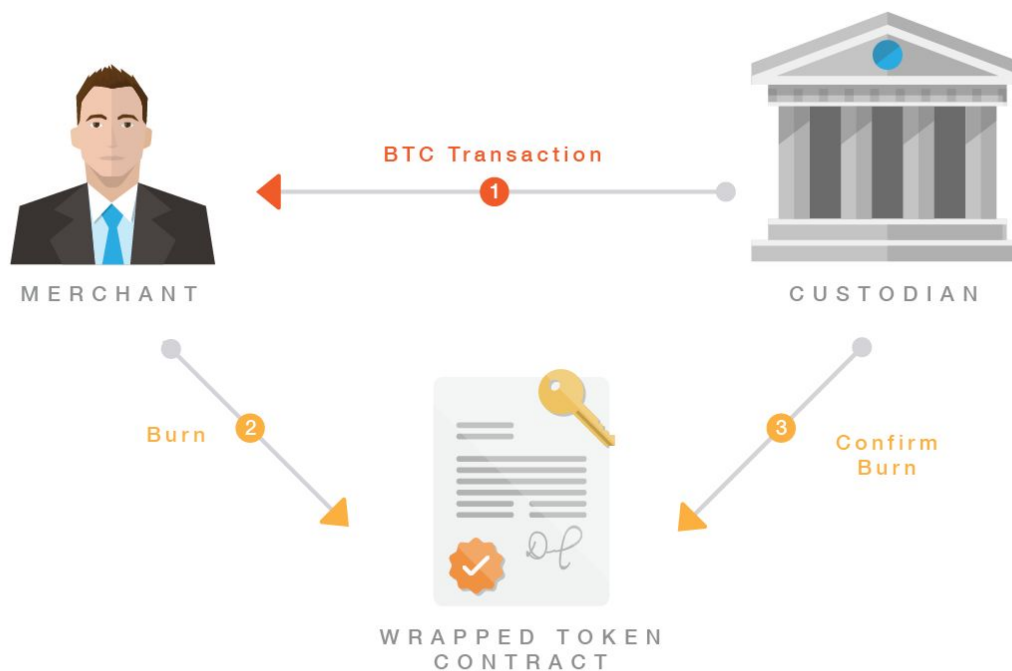 BTC Transaction
1
MERCHANT
CUSTODIAN
Burn
2
3
Confirm
Burn
WRAPPED TOKEN
CONTRACT